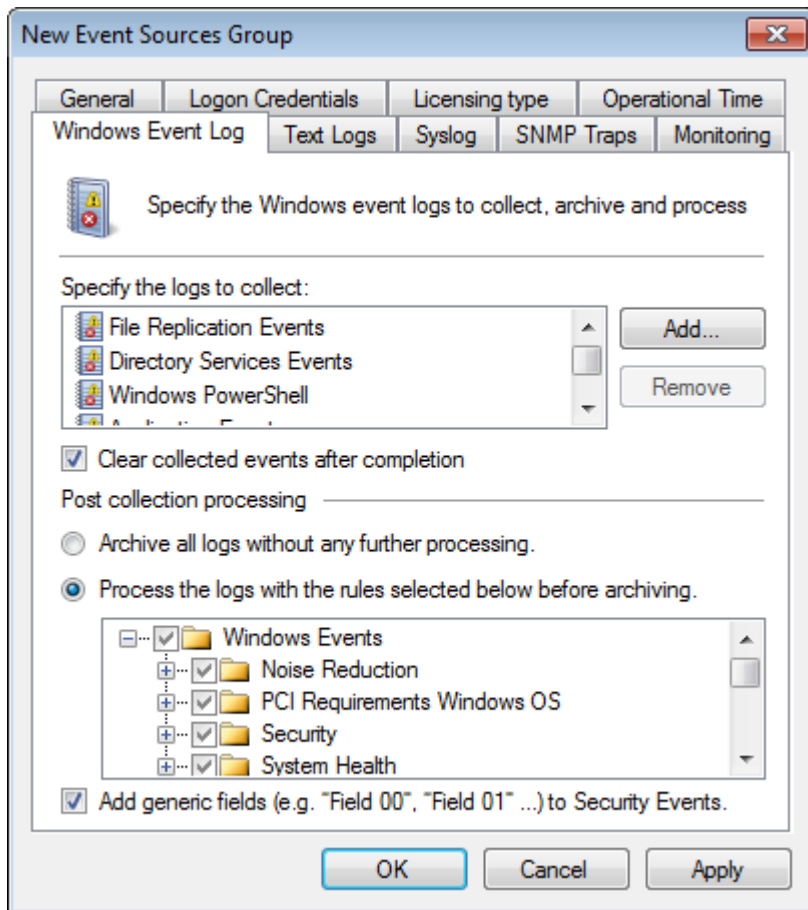 New Event Sources Group
General Logon Credentials Licensing type Operational Time
Windows Event Log Text Logs Syslog SNMP Traps Monitoring
Specify the Windows event logs to collect, archive and process
Specify the logs to collect:
File Replication Events
Add...
Directory Services Events
Windows PowerShell
Remove
Clear collected events after completion
Post collection processing
Archive all logs without any further processing.
Process the logs with the rules selected below before archiving.
Windows Events
Noise Reduction
PCI Requirements Windows OS
Security
System Health
Add generic fields (e.g. "Field 00", "Field 01" ...) to Security Events.
OK Cancel Apply